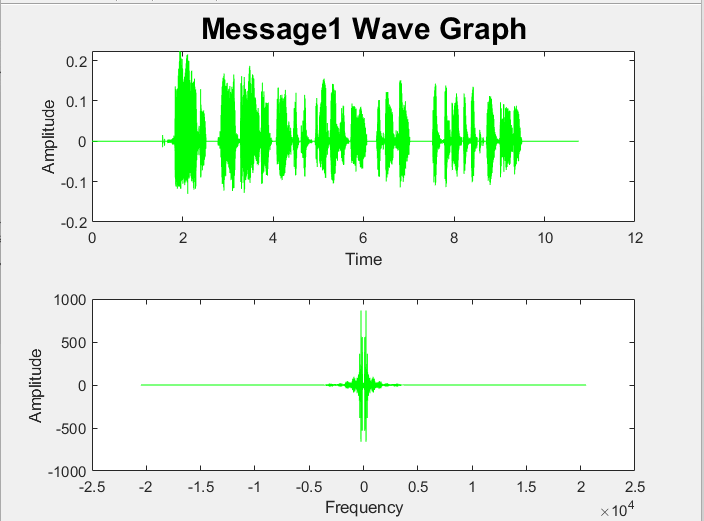 Message1 Wave Graph
0.2
0.1
0
-0.1
-0.2
Amplitude
0 2 4 6 8 10 12
Time
1000
500
0
-500
-1000
Amplitude
-2.5 -2 -1.5 -1 -0.5 0 0.5 1 1.5 2 2.5
Frequency
×10⁴